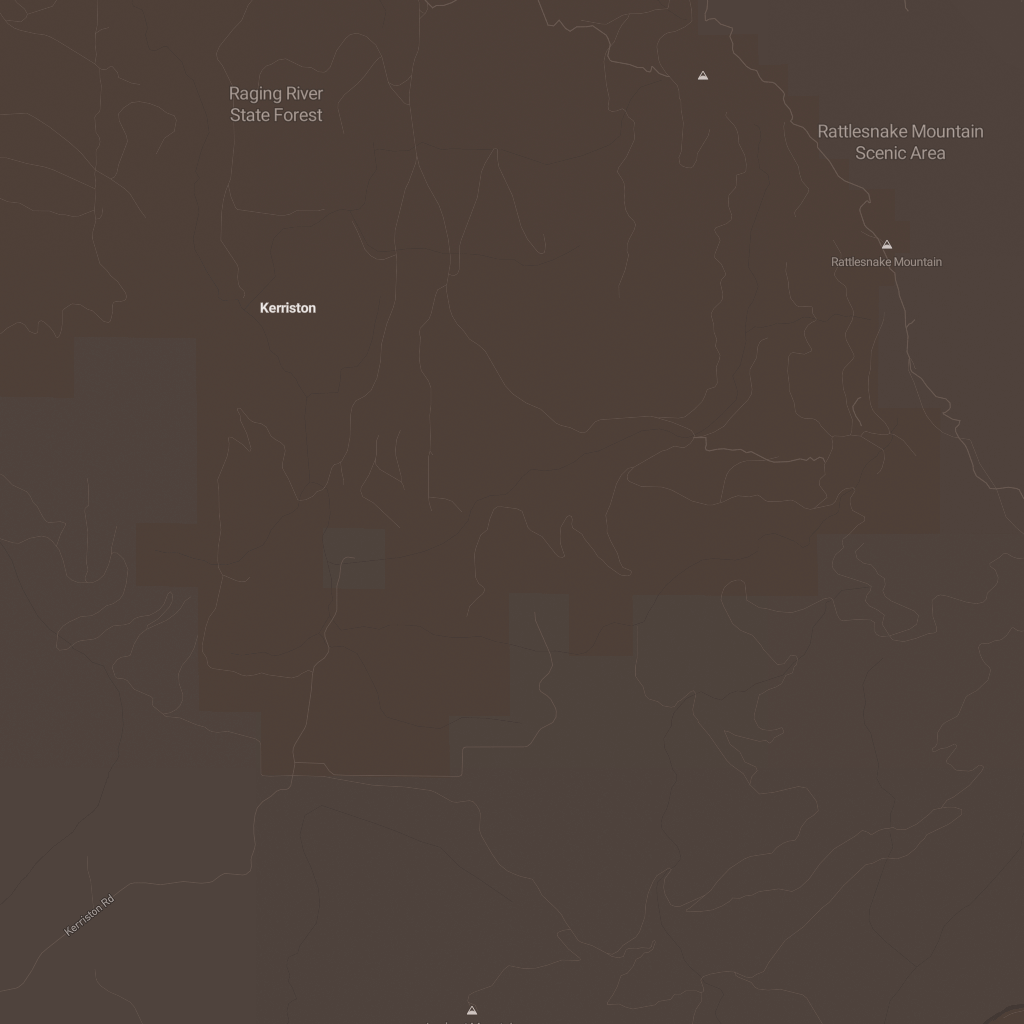 Raging River
State Forest
Rattlesnake Mountain
Scenic Area
Rattlesnake Mountain
Kerriston
Kerriston Rd